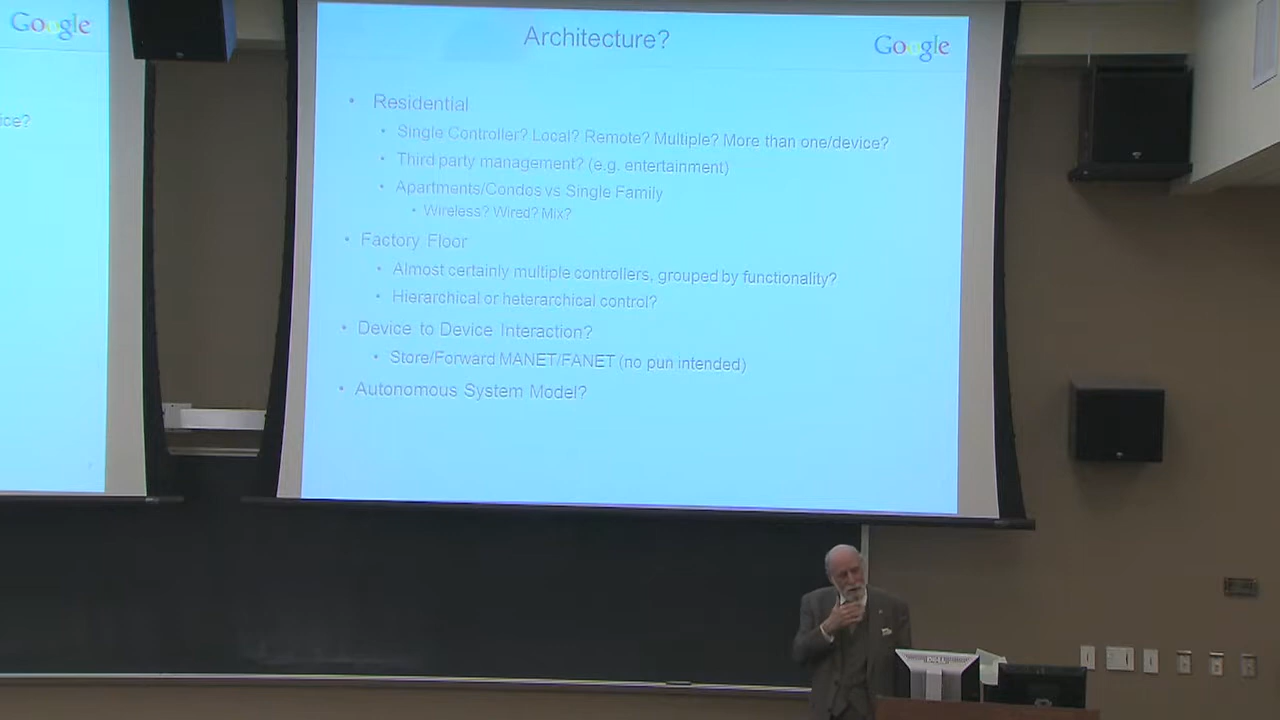 Google
ice?
Architecture?
Google
• Residential
• Single Controller? Local? Remote? Multiple? More than one/device?
• Third party management? (e.g. entertainment)
• Apartments/Condos vs Single Family
• Wireless? Wired? Mix?
• Factory Floor
• Almost certainly multiple controllers, grouped by functionality?
• Hierarchical or heterarchical control?
• Device to Device Interaction?
• Store/Forward MANET/FANET (no pun intended)
• Autonomous System Model?
DELL